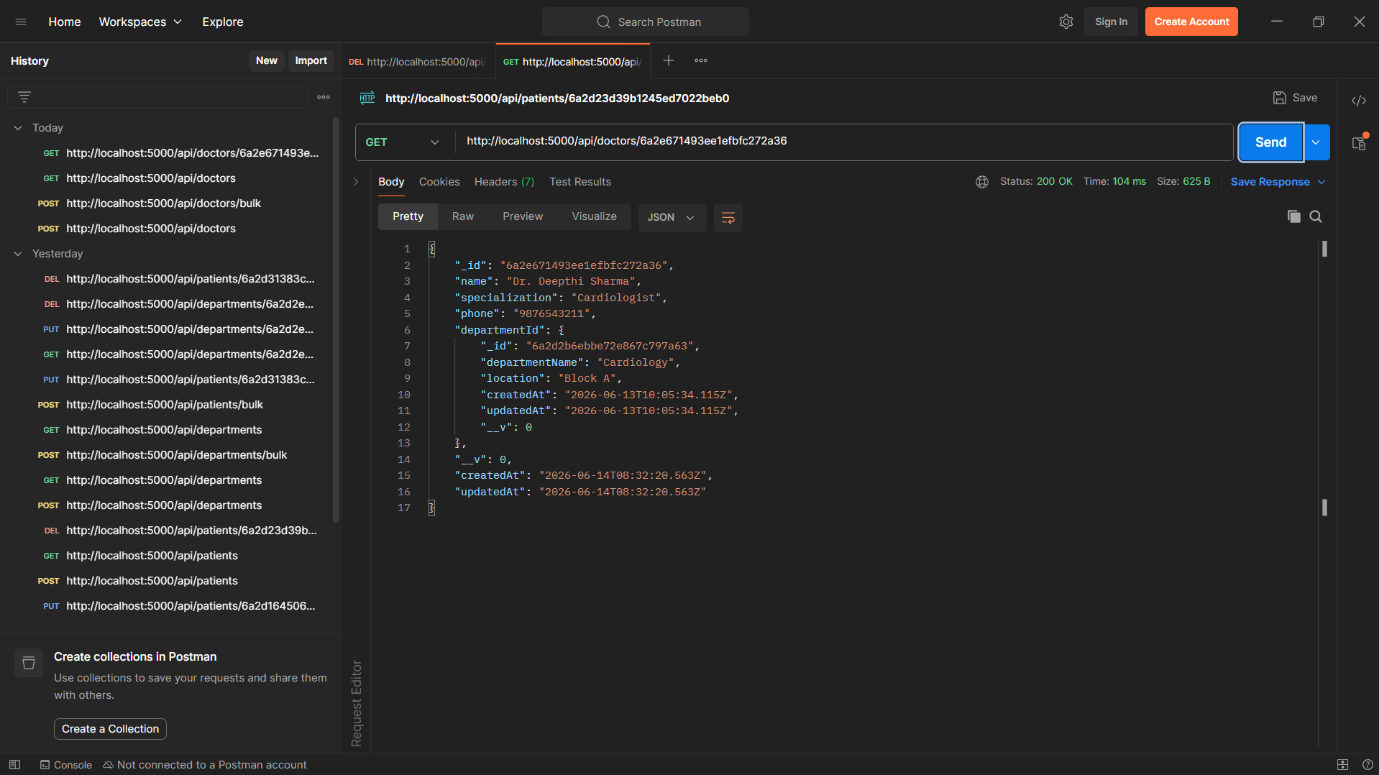 Home Workspaces Explore Search Postman Sign In Create Account
History New Import
DEL http://localhost:5000/api/ GET http://localhost:5000/api/
HTTP http://localhost:5000/api/patients/6a2d23d39b1245ed7022beb0 Save
GET http://localhost:5000/api/doctors/6a2e671493ee1efbfc272a36 Send
Body Cookies Headers (7) Test Results Status: 200 OK Time: 104 ms Size: 625 B Save Response
Pretty Raw Preview Visualize JSON
1 {
2 "_id": "6a2e671493ee1efbfc272a36",
3 "name": "Dr. Deepthi Sharma",
4 "specialization": "Cardiologist",
5 "phone": "9876543211",
6 "departmentId": {
7 "_id": "6a2d2b6ebbe72e867c797a63",
8 "departmentName": "Cardiology",
9 "location": "Block A",
10 "createdAt": "2026-06-13T10:05:34.115Z",
11 "updatedAt": "2026-06-13T10:05:34.115Z",
12 "__v": 0
13 },
14 "__v": 0,
15 "createdAt": "2026-06-14T08:32:20.563Z",
16 "updatedAt": "2026-06-14T08:32:20.563Z"
17 }
Today
GET http://localhost:5000/api/doctors/6a2e671493e...
GET http://localhost:5000/api/doctors
POST http://localhost:5000/api/doctors/bulk
POST http://localhost:5000/api/doctors
Yesterday
DEL http://localhost:5000/api/patients/6a2d31383c...
DEL http://localhost:5000/api/departments/6a2d2e...
PUT http://localhost:5000/api/departments/6a2d2e...
GET http://localhost:5000/api/departments/6a2d2e...
PUT http://localhost:5000/api/patients/6a2d31383c...
POST http://localhost:5000/api/patients/bulk
GET http://localhost:5000/api/departments
POST http://localhost:5000/api/departments/bulk
GET http://localhost:5000/api/departments
POST http://localhost:5000/api/departments
DEL http://localhost:5000/api/patients/6a2d23d39b...
GET http://localhost:5000/api/patients
POST http://localhost:5000/api/patients
PUT http://localhost:5000/api/patients/6a2d164506...
Create collections in Postman
Use collections to save your requests and share them
with others.
Create a Collection
Request Editor
Console Not connected to a Postman account